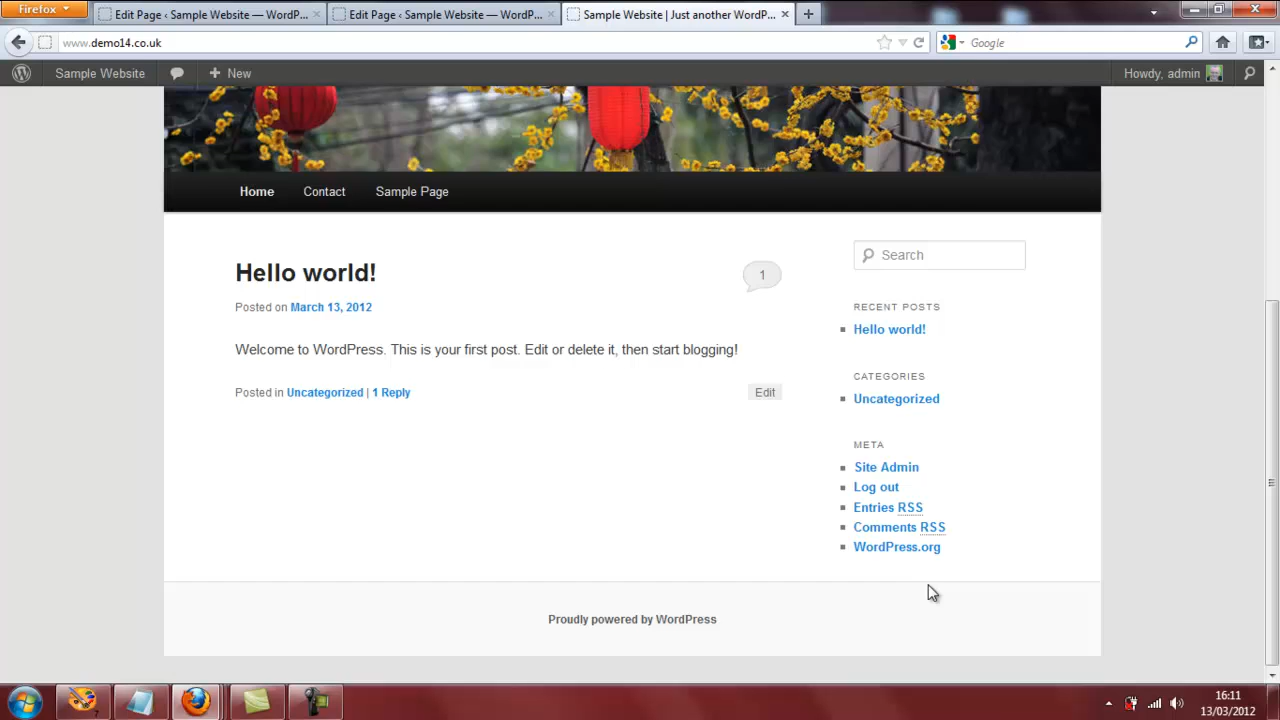 Firefox
Edit Page ‹ Sample Website — WordP...
Edit Page ‹ Sample Website — WordP...
Sample Website | Just another WordP...
www.demo14.co.uk
Google
Sample Website
New
Howdy, admin
Home
Contact
Sample Page
Hello world!
1
Posted on March 13, 2012
Welcome to WordPress. This is your first post. Edit or delete it, then start blogging!
Posted in Uncategorized | 1 Reply
Edit
Search
RECENT POSTS
Hello world!
CATEGORIES
Uncategorized
META
Site Admin
Log out
Entries RSS
Comments RSS
WordPress.org
Proudly powered by WordPress
16:11
13/03/2012